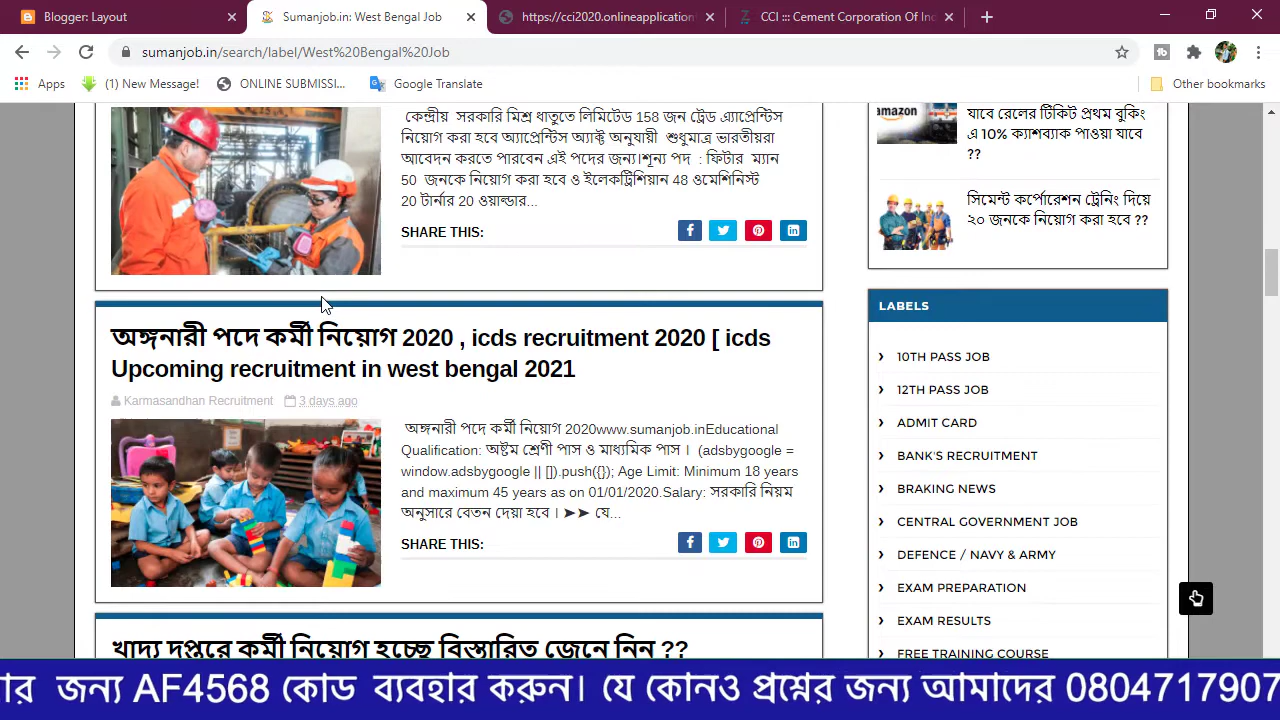 Blogger: Layout
Sumanjob.in: West Bengal Job
https://cci2020.onlineapplication
CCI ::: Cement Corporation Of Ind
sumanjob.in/search/label/West%20Bengal%20Job
Apps
(1) New Message!
ONLINE SUBMISSI...
Google Translate
Other bookmarks
কেন্দ্রীয় সরকারি মিশ্র ধাতুতে লিমিটেড 158 জন ট্রেড এ্যাপ্রেন্টিস
নিয়োগ করা হবে অ্যাপ্রেন্টিস অ্যাক্ট অনুযায়ী শুধুমাত্র ভারতীয়রা
আবেদন করতে পারবেন এই পদের জন্য।শূন্য পদ : ফিটার ম্যান
50 জনকে নিয়োগ করা হবে ও ইলেকট্রিশিয়ান 48 ওমেশিনিস্ট
20 টার্নার 20 ওয়াল্ডার...
SHARE THIS:
অঙ্গনারী পদে কর্মী নিয়োগ 2020 , icds recruitment 2020 [ icds
Upcoming recruitment in west bengal 2021
Karmasandhan Recruitment 3 days ago
অঙ্গনারী পদে কর্মী নিয়োগ 2020www.sumanjob.inEducational
Qualification: অষ্টম শ্রেণী পাস ও মাধ্যমিক পাস । (adsbygoogle =
window.adsbygoogle || []).push({}); Age Limit: Minimum 18 years
and maximum 45 years as on 01/01/2020.Salary: সরকারি নিয়ম
অনুসারে বেতন দেয়া হবে । ➤➤ যে...
SHARE THIS:
খাদ্য দপ্তরে কর্মী নিয়োগ হচ্ছে বিস্তারিত জেনে নিন ??
amazon
যাবে রেলের টিকিট প্রথম বুকিং
এ 10% ক্যাশব্যাক পাওয়া যাবে
??
সিমেন্ট কর্পোরেশন ট্রেনিং দিয়ে
২০ জনকে নিয়োগ করা হবে ??
LABELS
10TH PASS JOB
12TH PASS JOB
ADMIT CARD
BANK'S RECRUITMENT
BRAKING NEWS
CENTRAL GOVERNMENT JOB
DEFENCE / NAVY & ARMY
EXAM PREPARATION
EXAM RESULTS
FREE TRAINING COURSE
ার জন্য AF4568 কোড ব্যবহার করুন। যে কোনও প্রশ্নের জন্য আমাদের 0804717907